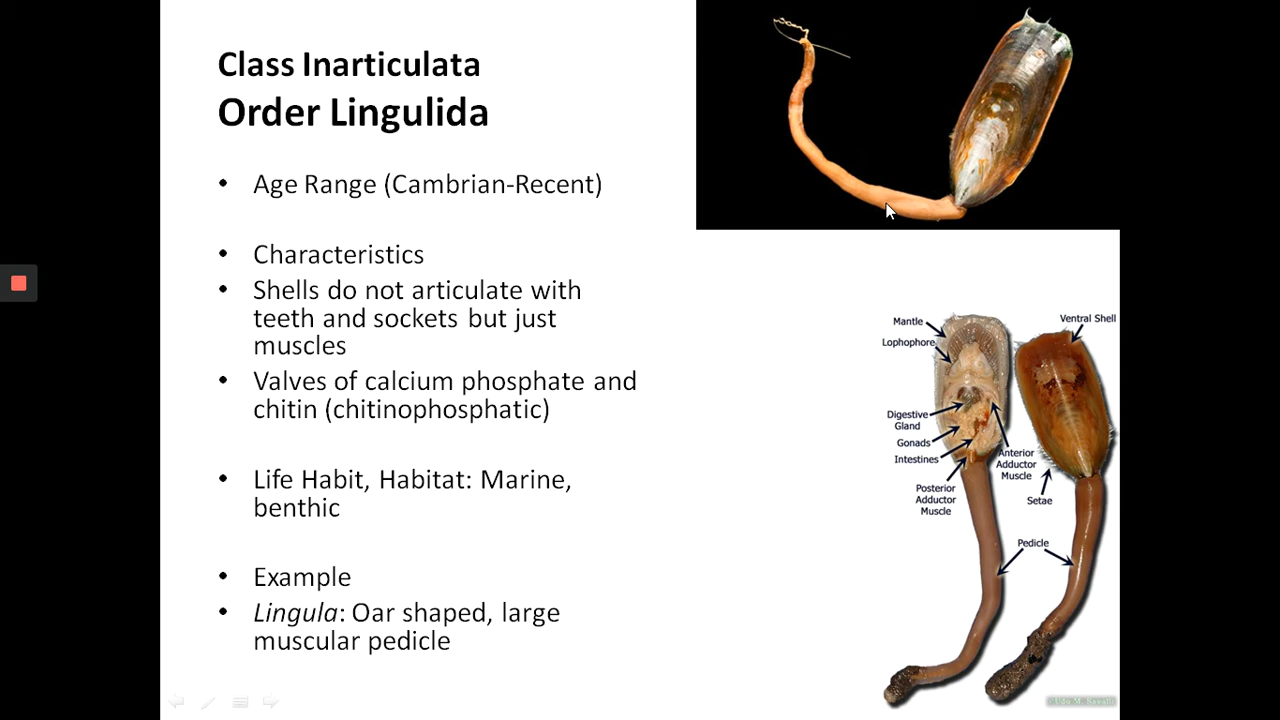 Class Inarticulata
Order Lingulida
• Age Range (Cambrian-Recent)
• Characteristics
• Shells do not articulate with
teeth and sockets but just
muscles
• Valves of calcium phosphate and
chitin (chitinophosphatic)
• Life Habit, Habitat: Marine,
benthic
• Example
• Lingula: Oar shaped, large
muscular pedicle
Mantle
Lophophore
Digestive
Gland
Gonads
Intestines
Posterior
Adductor
Muscle
Anterior
Adductor
Muscle
Ventral Shell
Setae
Pedicle